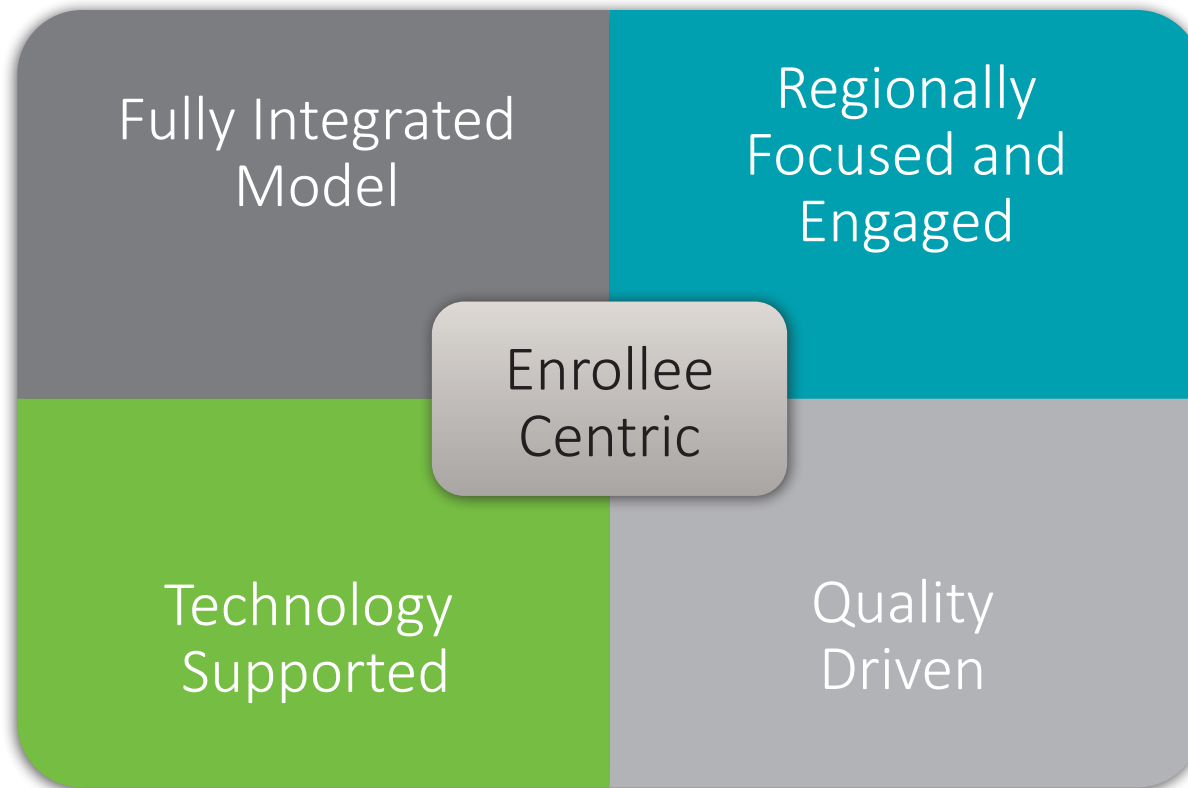 Fully Integrated
Model
Regionally
Focused and
Engaged
Enrollee
Centric
Technology
Supported
Quality
Driven